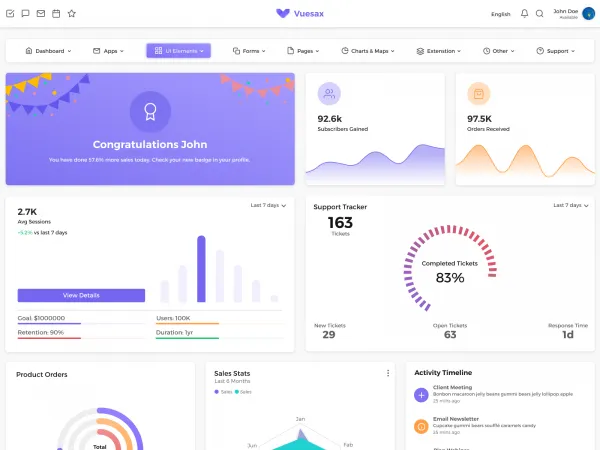 Vuesax
English
John Doe
Available
Dashboard
Apps
UI Elements
Forms
Pages
Charts & Maps
Extenstion
Other
Support
Congratulations John
You have done 57.6% more sales today. Check your new badge in your profile.
92.6k
Subscribers Gained
97.5K
Orders Received
2.7K
Avg Sessions
+5.2% vs last 7 days
Last 7 days
View Details
Goal: $1000000
Users: 100K
Retention: 90%
Duration: 1yr
Support Tracker
Last 7 days
163
Tickets
Completed Tickets
83%
New Tickets
29
Open Tickets
63
Response Time
1d
Product Orders
Total
Sales Stats
Last 6 Months
Sales
Sales
Jan
Jun
Feb
Activity Timeline
Client Meeting
Bonbon macaroon jelly beans gummi bears jelly lollipop apple
25 mins ago
Email Newsletter
Cupcake gummi bears soufflé caramels candy
25 mins ago